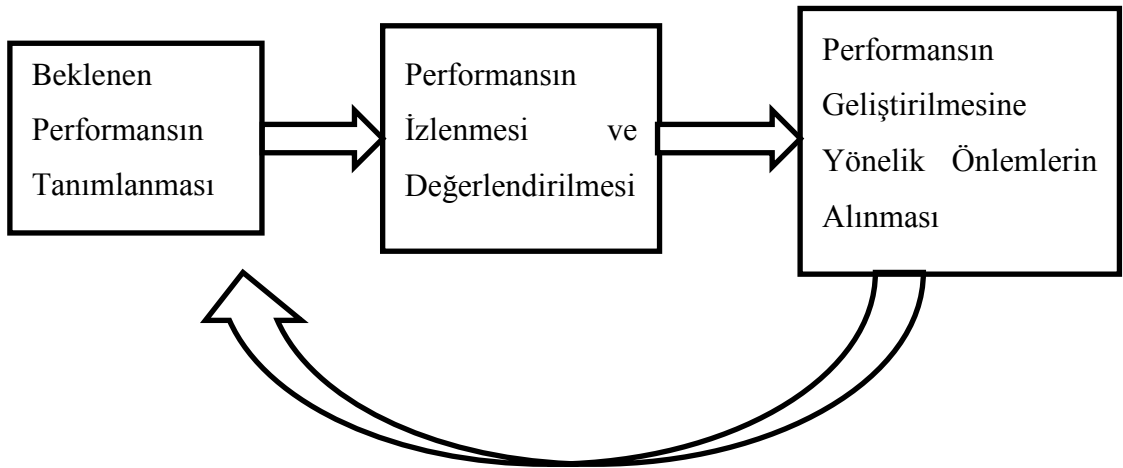 Beklenen
Performansın
Tanımlanması
Performansın
İzlenmesi ve
Değerlendirilmesi
Performansın
Geliştirilmesine
Yönelik Önlemlerin
Alınması